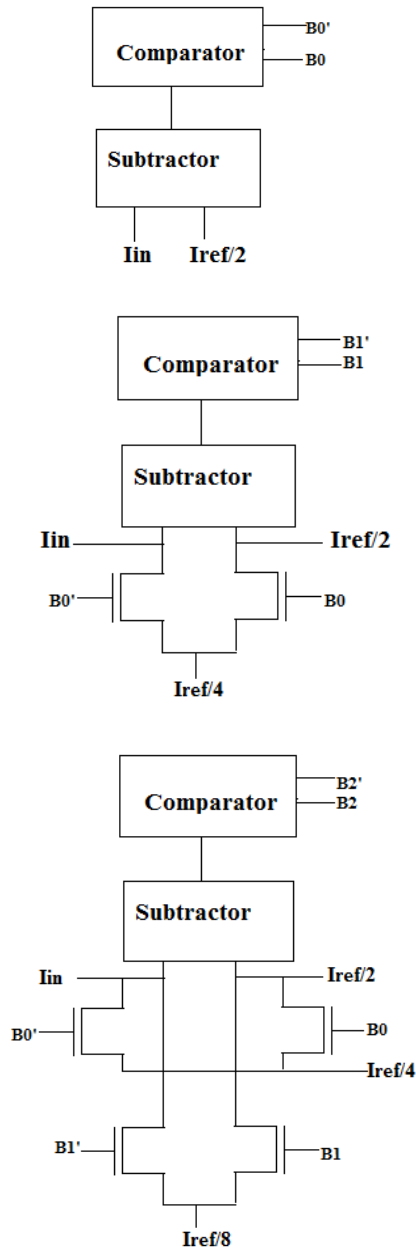 B0'
Comparator
B0
Subtractor
Iin Iref/2
B1'
Comparator B1
Subtractor
Iin Iref/2
B0' B0
Iref/4
B2'
Comparator B2
Subtractor
Iin Iref/2
B0' B0
Iref/4
B1' B1
Iref/8